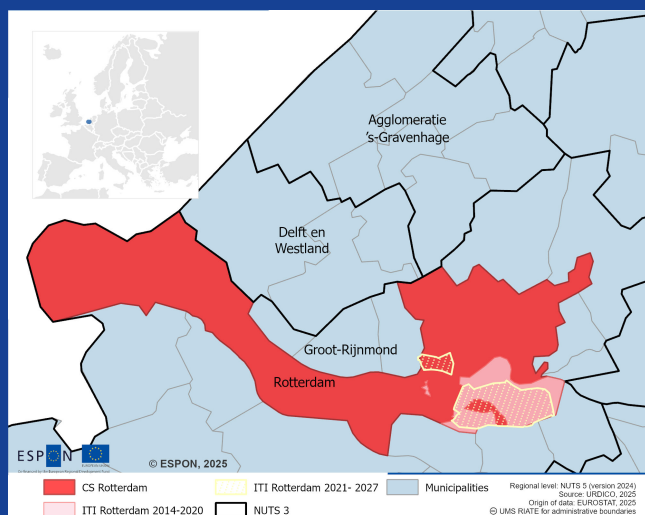 Agglomeratie
's-Gravenhage
Delft en
Westland
Groot-Rijnmond
Rotterdam
ESPON
© ESPON, 2025
CS Rotterdam
ITI Rotterdam 2021- 2027
Municipalities
ITI Rotterdam 2014-2020
NUTS 3
Regional level: NUTS 5 (version 2024)
Source: URDICO, 2025
Origin of data: EUROSTAT, 2025
© UMS RIATE for administrative boundaries